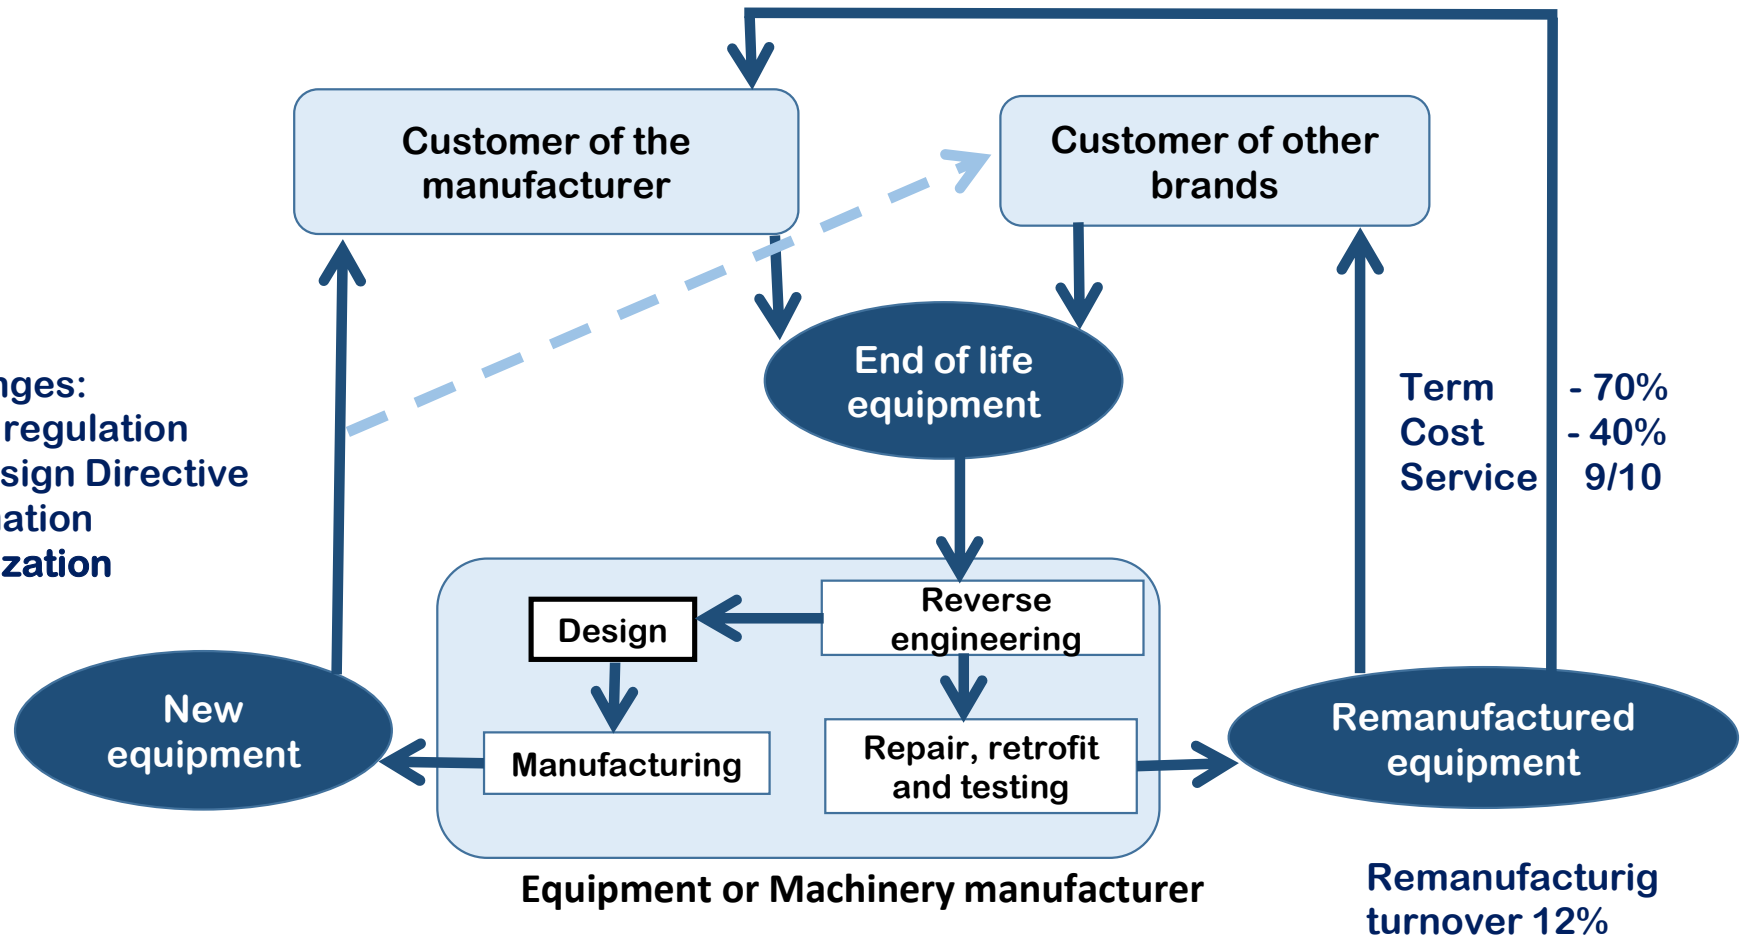 Customer of the
manufacturer
Customer of other
brands
End of life
equipment
nges:
regulation
sign Directive
ation
zation
Term - 70%
Cost - 40%
Service 9/10
Reverse
engineering
Design
New
equipment
Manufacturing
Repair, retrofit
and testing
Remanufactured
equipment
Equipment or Machinery manufacturer
Remanufacturig
turnover 12%